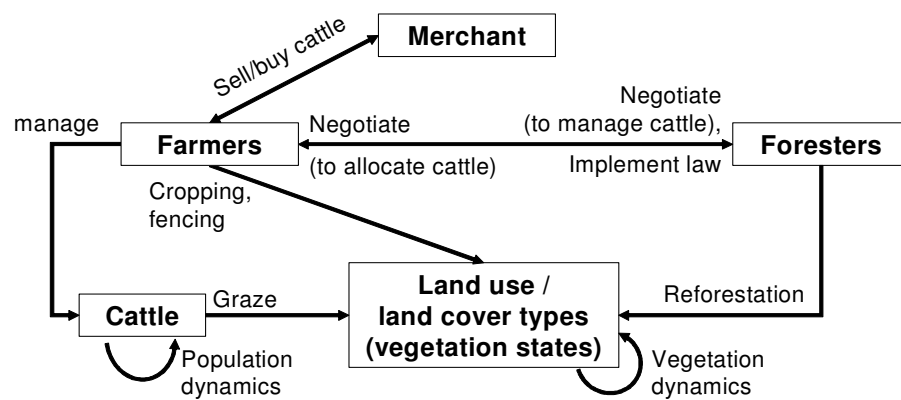 Merchant
Sell/buy cattle
manage
Farmers
Negotiate
(to allocate cattle)
Negotiate
(to manage cattle),
Implement law
Foresters
Cropping,
fencing
Land use /
land cover types
(vegetation states)
Graze
Reforestation
Cattle
Population
dynamics
Vegetation
dynamics